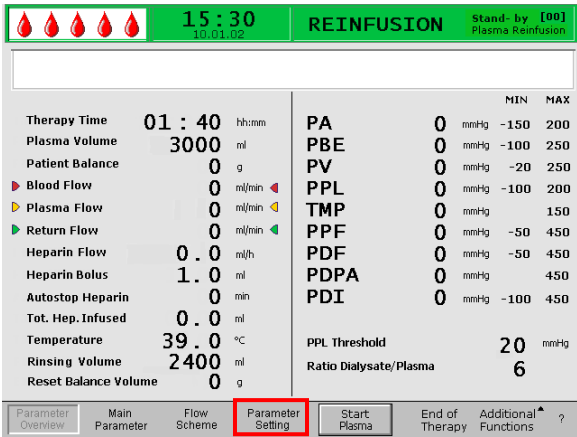 15:30
10.01.02
REINFUSION
Stand-by [00]
Plasma Reinfusion
MIN MAX
Therapy Time 01 : 40 hh:mm
Plasma Volume 3000 ml
Patient Balance 0 g
Blood Flow 0 ml/min
Plasma Flow 0 ml/min
Return Flow 0 ml/min
Heparin Flow 0.0 ml/h
Heparin Bolus 1.0 ml
Autostop Heparin 0 min
Tot. Hep. Infused 0.0 ml
Temperature 39.0 °C
Rinsing Volume 2400 ml
Reset Balance Volume 0 g
PA 0 mmHg -150 200
PBE 0 mmHg -100 250
PV 0 mmHg -20 250
PPL 0 mmHg -100 200
TMP 0 mmHg 150
PPF 0 mmHg -50 450
PDF 0 mmHg -50 450
PDPA 0 mmHg 450
PDI 0 mmHg -100 450
PPL Threshold 20 mmHg
Ratio Dialysate/Plasma 6
Parameter Overview
Main Parameter
Flow Scheme
Parameter Setting
Start Plasma
End of Therapy
Additional Functions
?